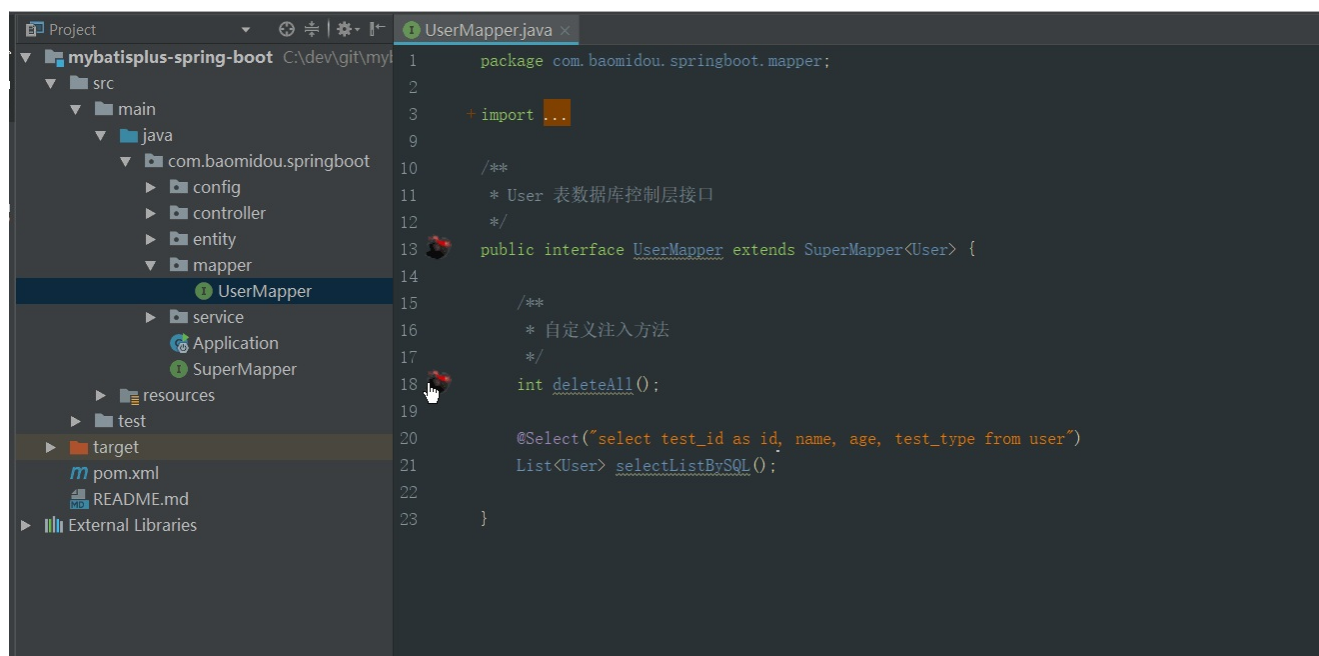 Project
mybatisplus-spring-boot C:\dev\git\myb
src
main
java
com.baomidou.springboot
config
controller
entity
mapper
UserMapper
service
Application
SuperMapper
resources
test
target
pom.xml
README.md
External Libraries
UserMapper.java
1 package com.baomidou.springboot.mapper;
2
3 + import ...
9
10 /**
11 * User 表数据库控制层接口
12 */
13 public interface UserMapper extends SuperMapper<User> {
14
15 /**
16 * 自定义注入方法
17 */
18 int deleteAll();
19
20 @Select("select test_id as id, name, age, test_type from user")
21 List<User> selectListBySQL();
22
23 }